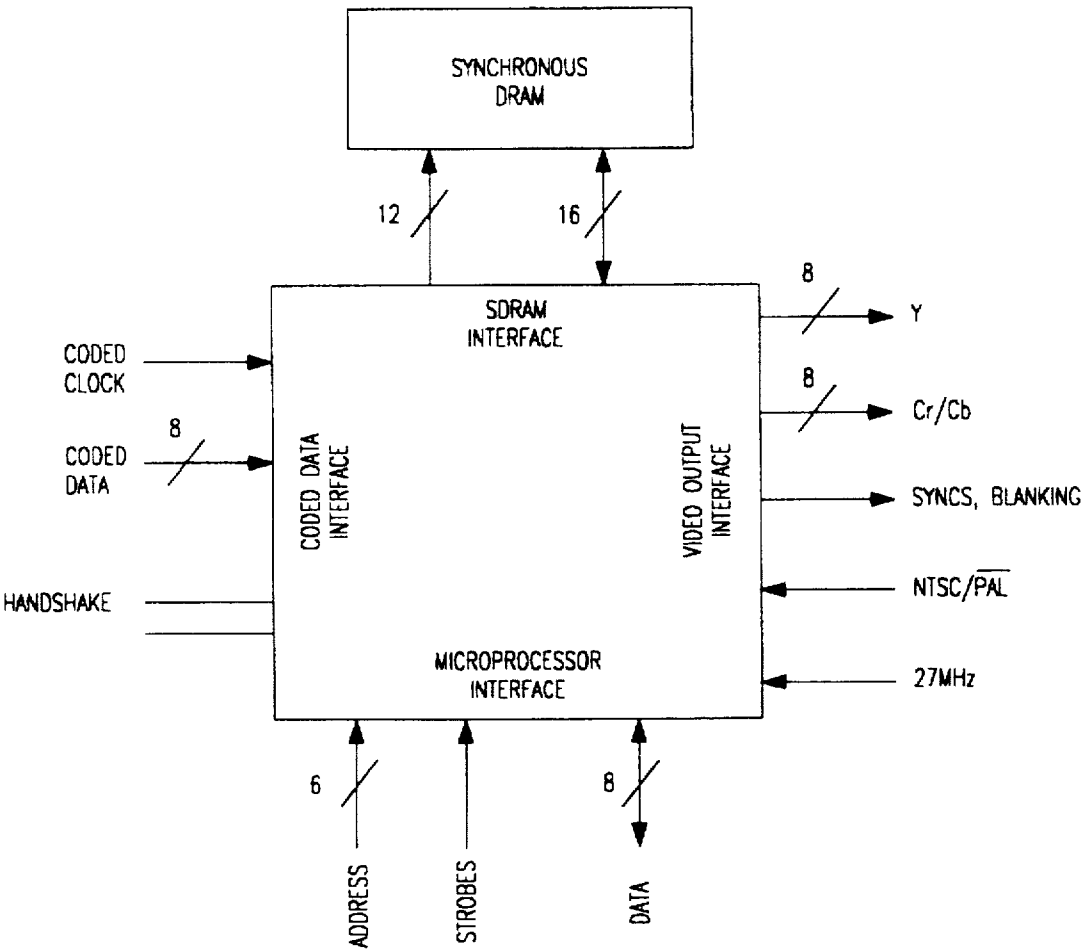 SYNCHRONOUS
DRAM
12
16
8
SDRAM
INTERFACE
Y
CODED
CLOCK
8
Cr/Cb
8
CODED
DATA
CODED DATA
INTERFACE
VIDEO OUTPUT
INTERFACE
SYNCS, BLANKING
NTSC/P̅A̅L̅
HANDSHAKE
MICROPROCESSOR
INTERFACE
27MHz
6
8
ADDRESS
STROBES
DATA